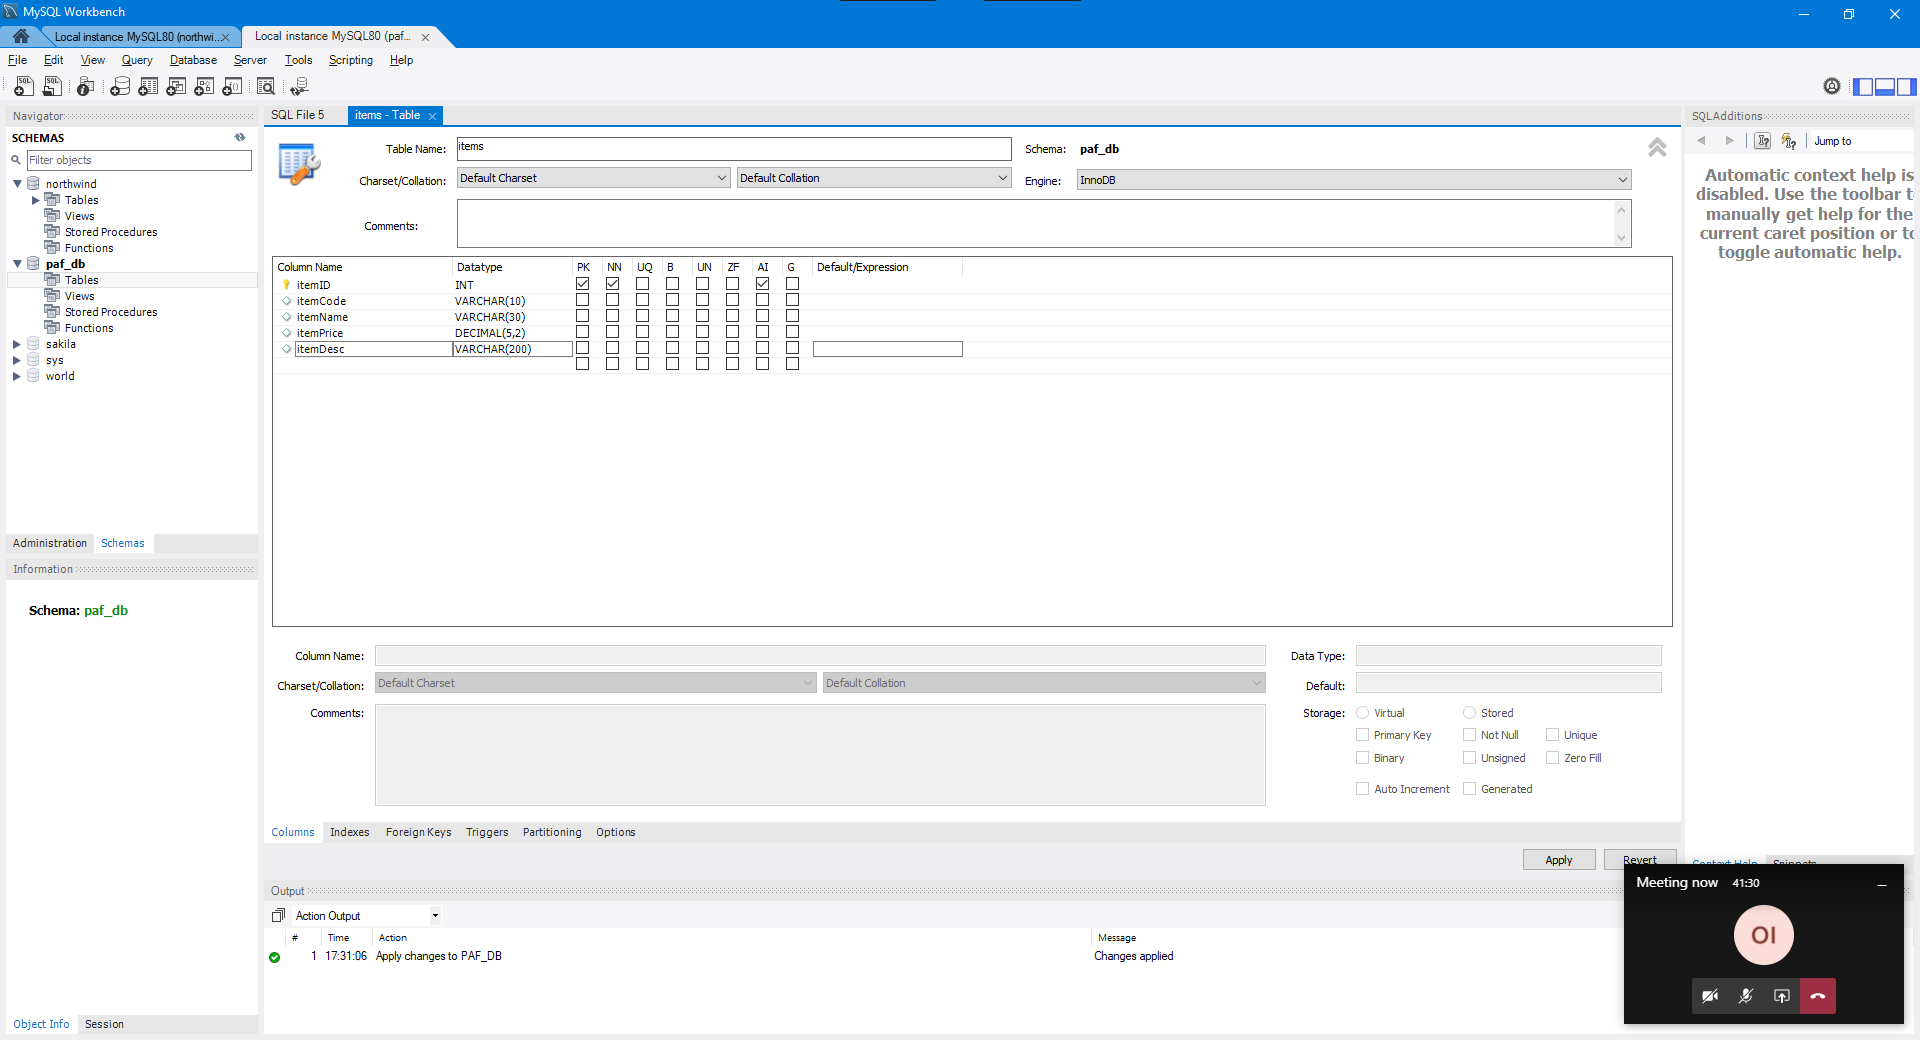 MySQL Workbench
Local instance MySQL80 (northwi...
Local instance MySQL80 (paf...
File Edit View Query Database Server Tools Scripting Help
Navigator
SCHEMAS
Filter objects
northwind
Tables
Views
Stored Procedures
Functions
paf_db
Tables
Views
Stored Procedures
Functions
sakila
sys
world
Administration Schemas
Information
Schema: paf_db
Object Info Session
SQL File 5
items - Table
Table Name: items
Schema: paf_db
Charset/Collation: Default Charset Default Collation
Engine: InnoDB
Comments:
Column Name Datatype PK NN UQ B UN ZF AI G Default/Expression
itemID INT
itemCode VARCHAR(10)
itemName VARCHAR(30)
itemPrice DECIMAL(5,2)
itemDesc VARCHAR(200)
Column Name:
Data Type:
Charset/Collation: Default Charset Default Collation
Default:
Comments:
Storage: Virtual Stored
Primary Key Not Null Unique
Binary Unsigned Zero Fill
Auto Increment Generated
Columns Indexes Foreign Keys Triggers Partitioning Options
Apply Revert
Output
Action Output
# Time Action Message
1 17:31:06 Apply changes to PAF_DB Changes applied
SQLAdditions
Jump to
Automatic context help is
disabled. Use the toolbar t
manually get help for the
current caret position or to
toggle automatic help.
Context Help Snippets
Meeting now 41:30
OI